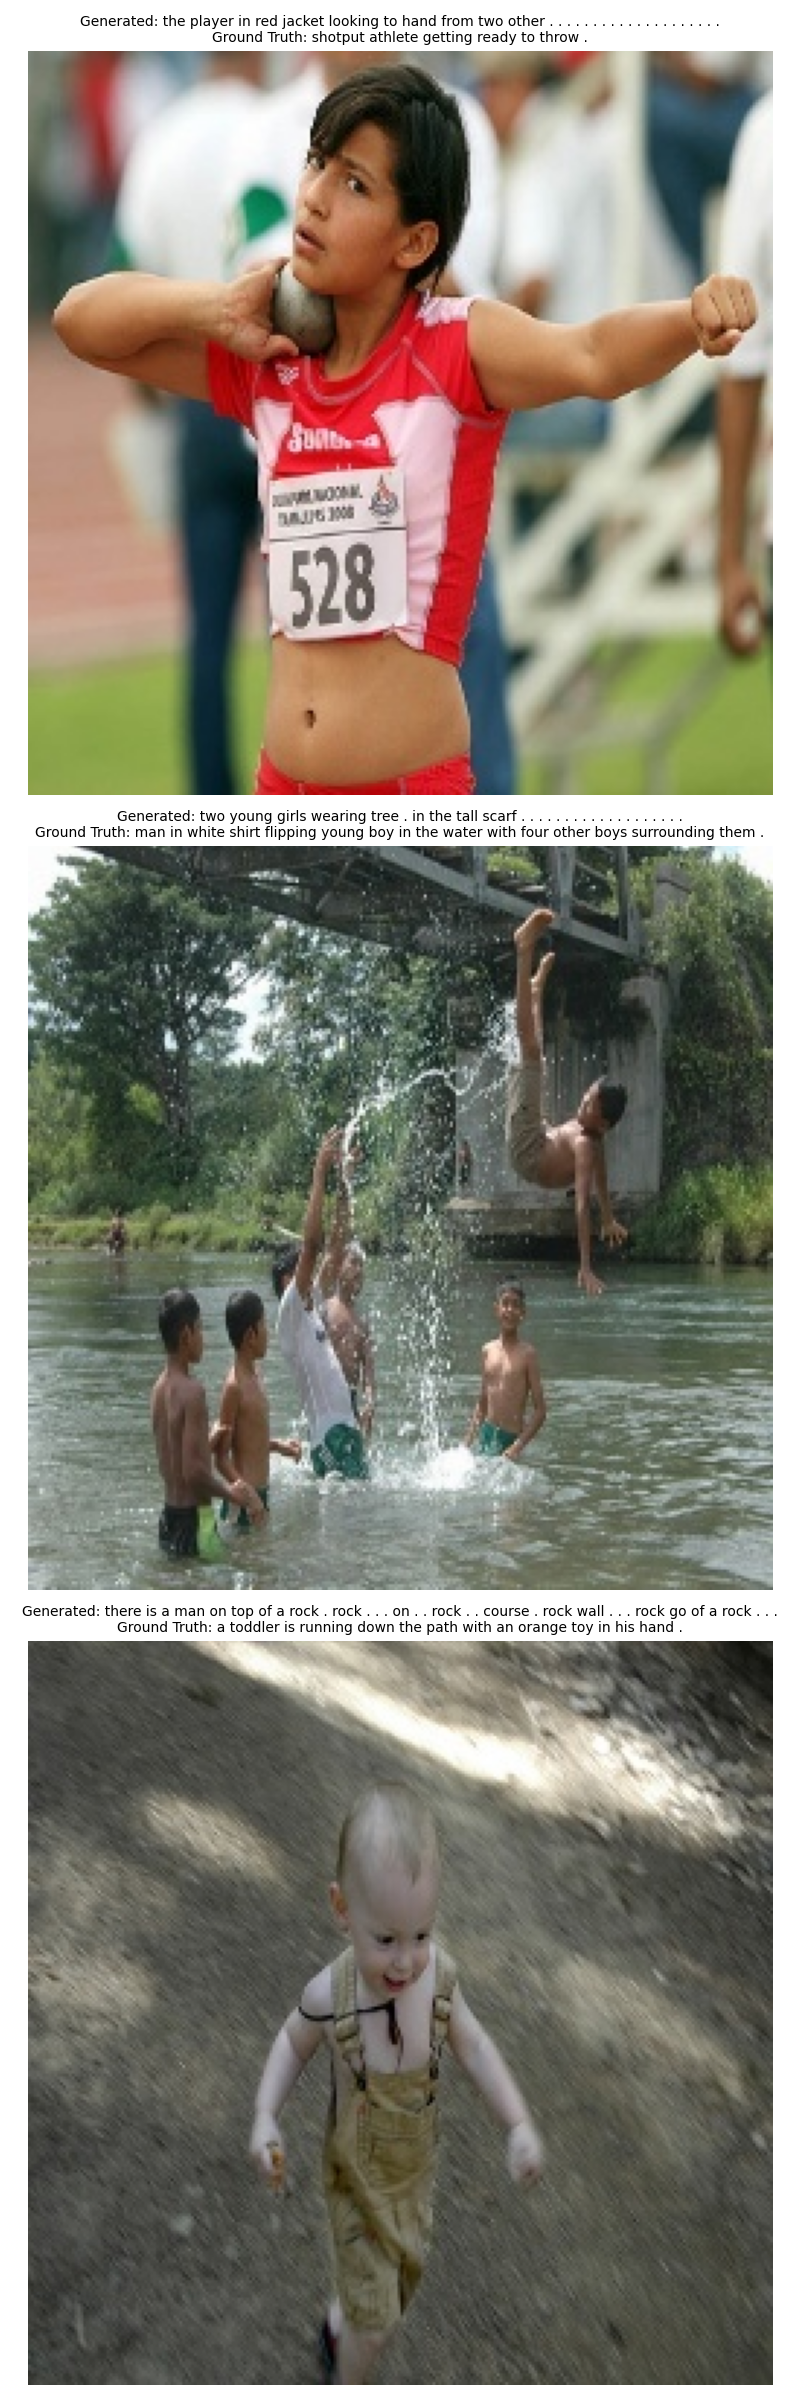 Generated: the player in red jacket looking to hand from two other . . . . . . . . . . . . . . . . . . . .
Ground Truth: shotput athlete getting ready to throw .
528
Generated: two young girls wearing tree . in the tall scarf . . . . . . . . . . . . . . . . . . .
Ground Truth: man in white shirt flipping young boy in the water with four other boys surrounding them .
Generated: there is a man on top of a rock . rock . . . on . . rock . . course . rock wall . . . rock go of a rock . . .
Ground Truth: a toddler is running down the path with an orange toy in his hand .